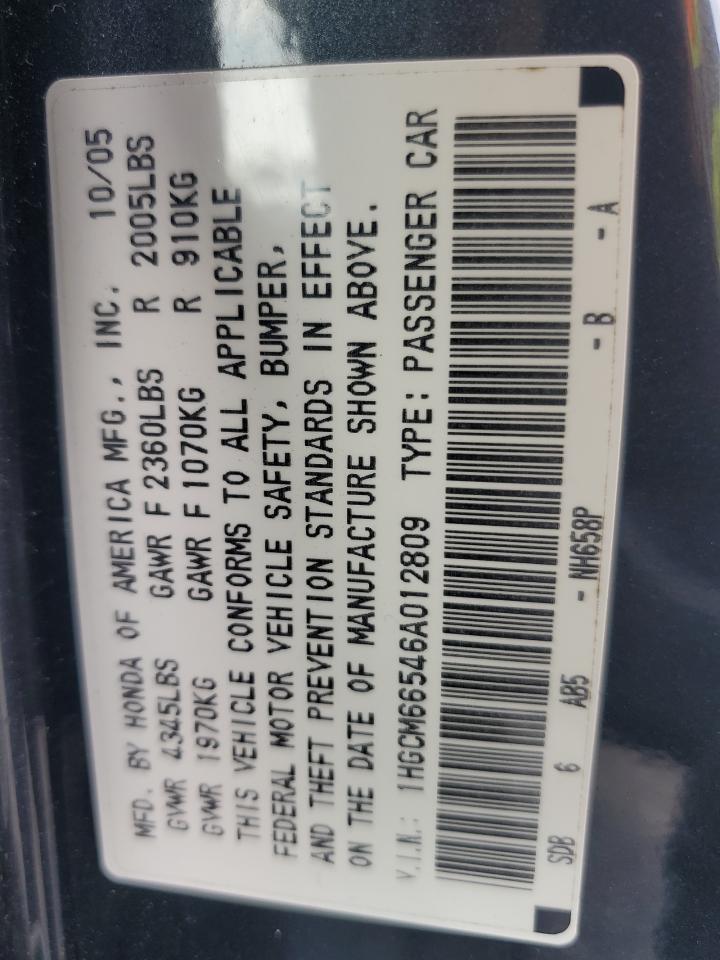 MFD. BY HONDA OF AMERICA MFG., INC. 10/05
GVWR 4345LBS GAWR F 2360LBS R 2005LBS
GVWR 1970KG GAWR F 1070KG R 910KG
THIS VEHICLE CONFORMS TO ALL APPLICABLE
FEDERAL MOTOR VEHICLE SAFETY, BUMPER,
AND THEFT PREVENTION STANDARDS IN EFFECT
ON THE DATE OF MANUFACTURE SHOWN ABOVE.
V.I.N.: 1HGCM66546A012809 TYPE: PASSENGER CAR
SDB 6 AB5 - NH658P - B - A